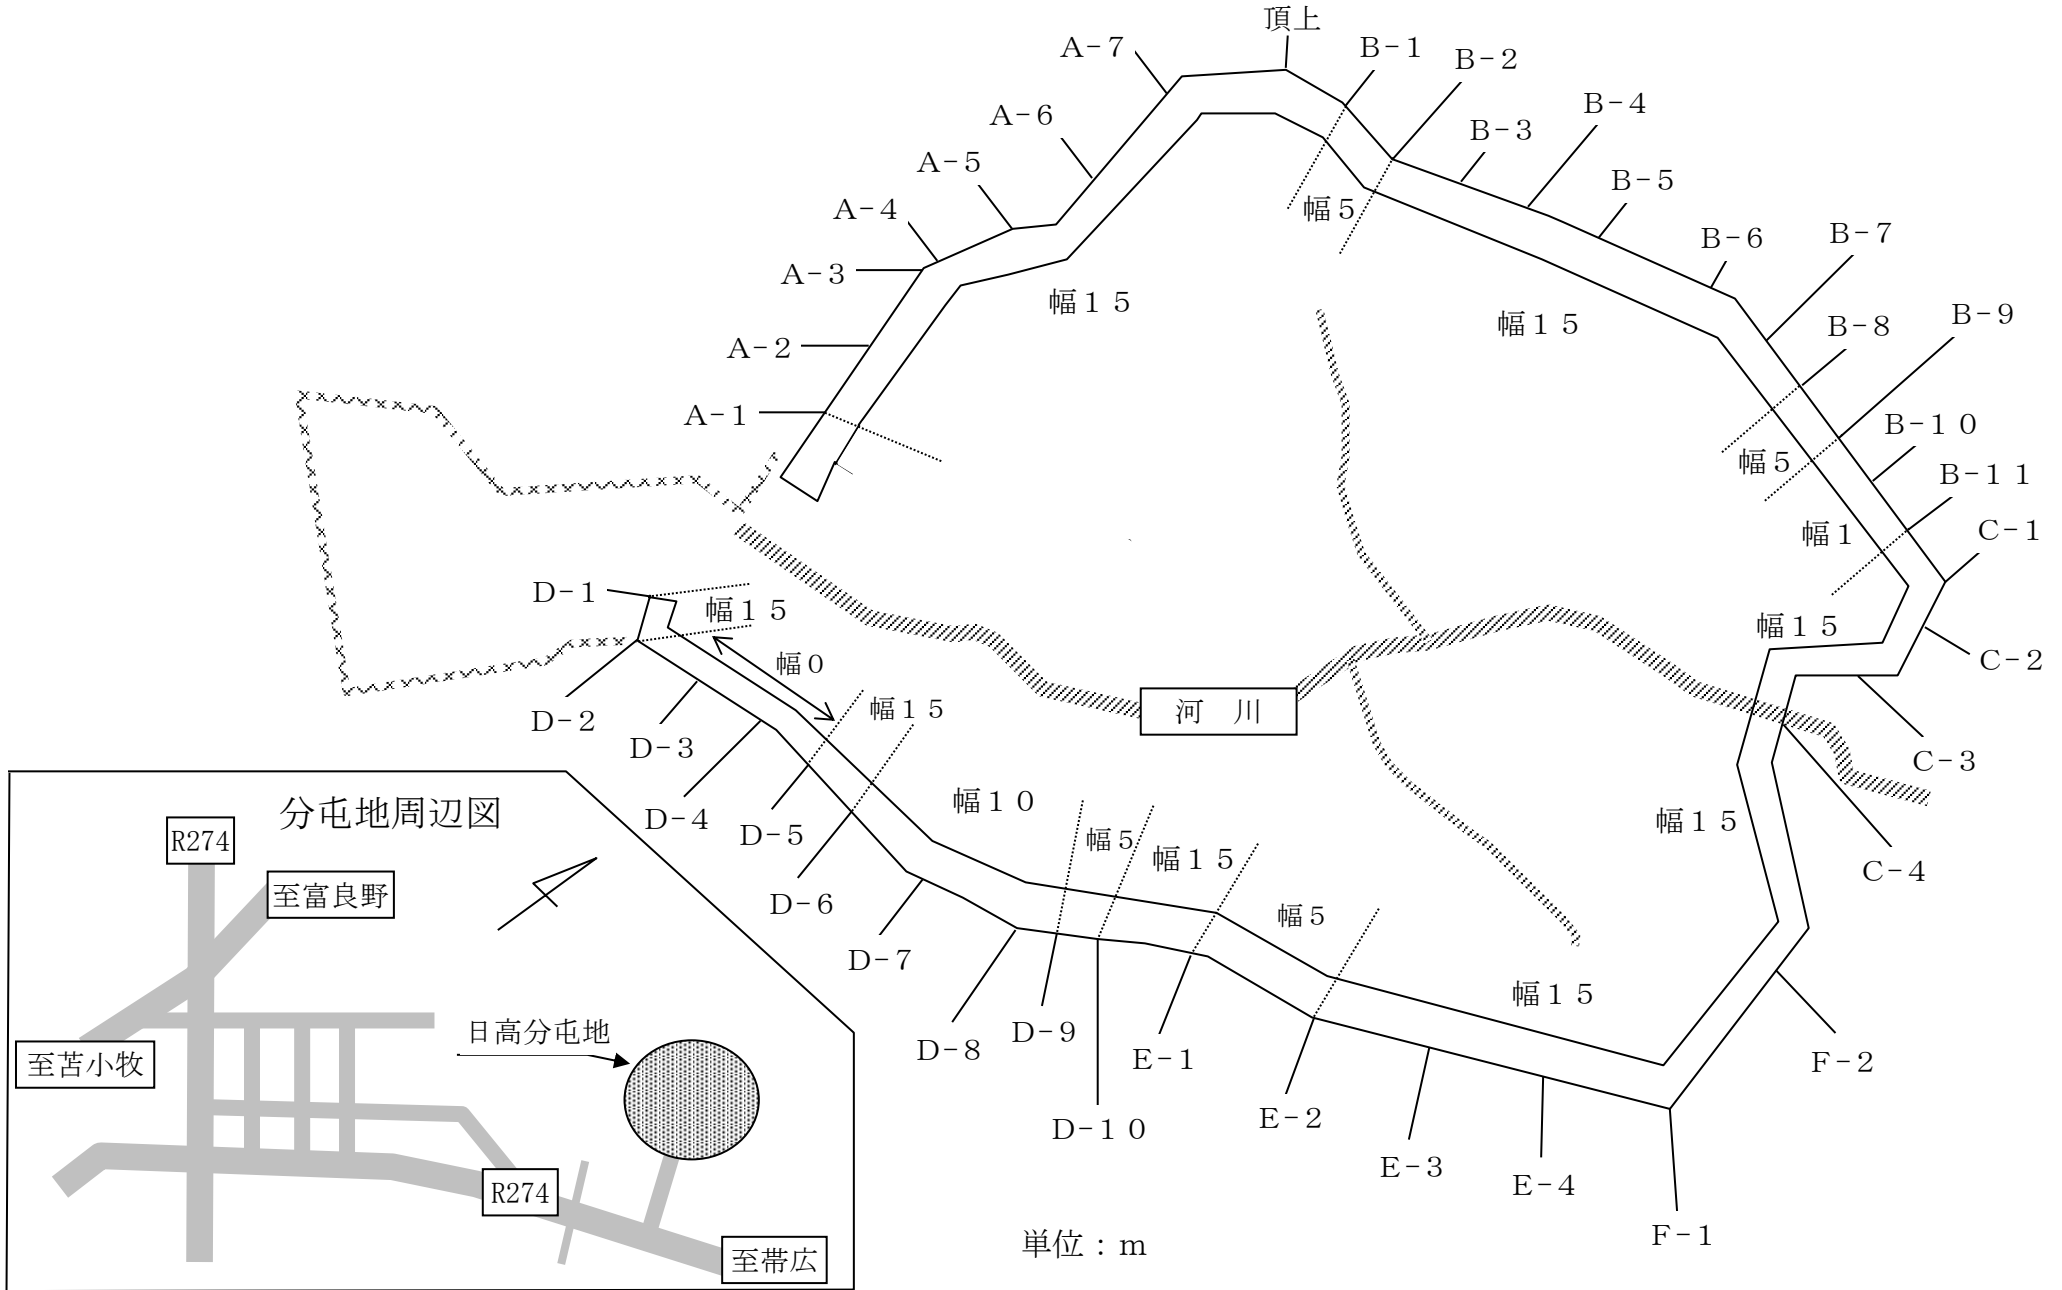 頂上
A-7
B-1
B-2
A-6
B-4
B-3
A-5
B-5
A-4
幅5
B-6
B-7
A-3
幅15
幅15
B-8
B-9
A-2
A-1
B-10
幅5
B-11
幅1
C-1
D-1
幅15
幅15
C-2
幅0
D-2
幅15
河 川
D-3
C-3
D-4
幅10
幅15
D-5
幅5
幅15
C-4
D-6
幅5
D-7
幅15
D-8
D-9
E-1
F-2
D-10
E-2
E-3
E-4
F-1
単位:m
分屯地周辺図
R274
至富良野
日高分屯地
至苫小牧
R274
至帯広